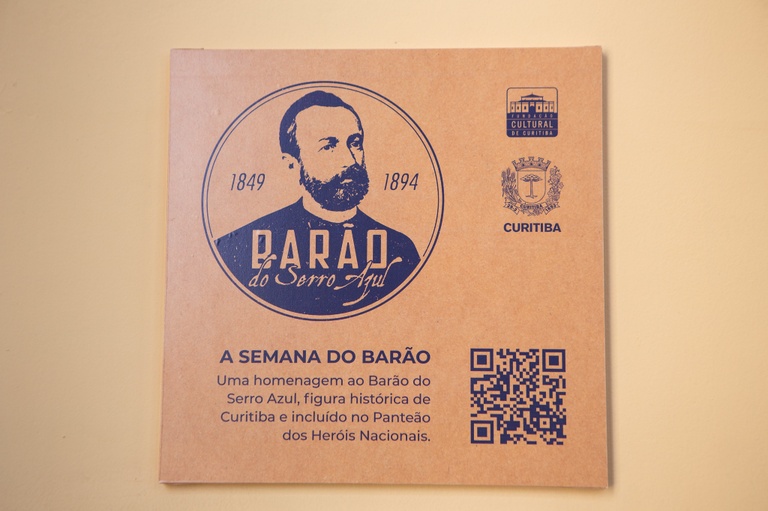 1849
1894
BARÃO
do Serro Azul
FUNDAÇÃO
CULTURAL
DE CURITIBA
CURITIBA
CURITIBA
A SEMANA DO BARÃO
Uma homenagem ao Barão do
Serro Azul, figura histórica de
Curitiba e incluído no Panteão
dos Heróis Nacionais.